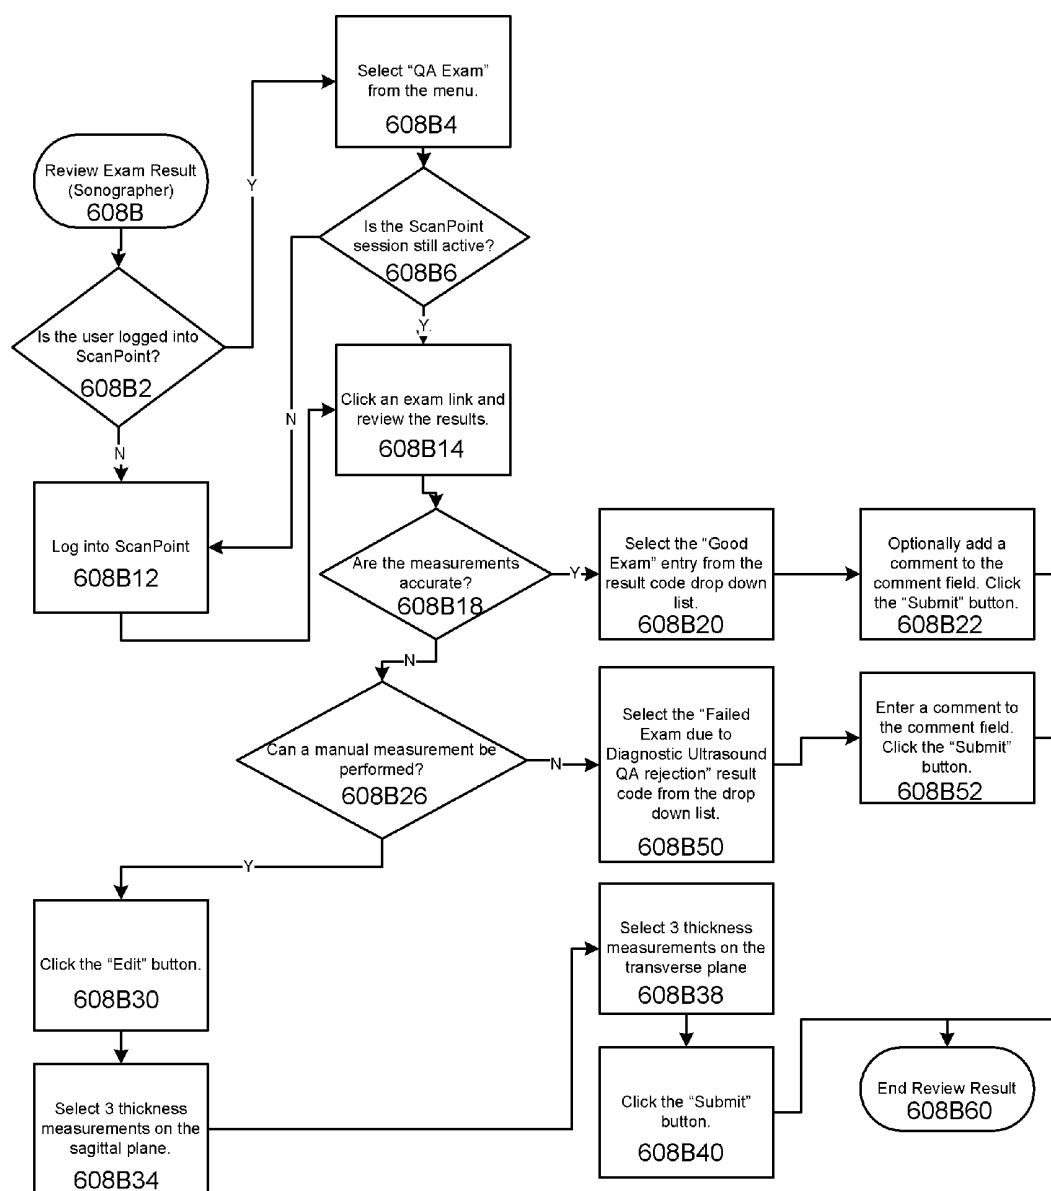 Select “QA Exam”
from the menu.
608B4
Review Exam Result
(Sonographer)
608B
Y
Is the ScanPoint
session still active?
608B6
Is the user logged into
ScanPoint?
608B2
Y
Click an exam link and
review the results.
608B14
N
N
Log into ScanPoint
608B12
Are the measurements
accurate?
608B18
Y
Select the “Good
Exam” entry from the
result code drop down
list.
608B20
Optionally add a
comment to the
comment field. Click
the “Submit” button.
608B22
N
Can a manual measurement be
performed?
608B26
N
Select the “Failed
Exam due to
Diagnostic Ultrasound
QA rejection” result
code from the drop
down list.
608B50
Enter a comment to
the comment field.
Click the “Submit”
button.
608B52
Y
Click the “Edit” button.
608B30
Select 3 thickness
measurements on the
sagittal plane.
608B34
Select 3 thickness
measurements on the
transverse plane
608B38
Click the “Submit”
button.
608B40
End Review Result
608B60